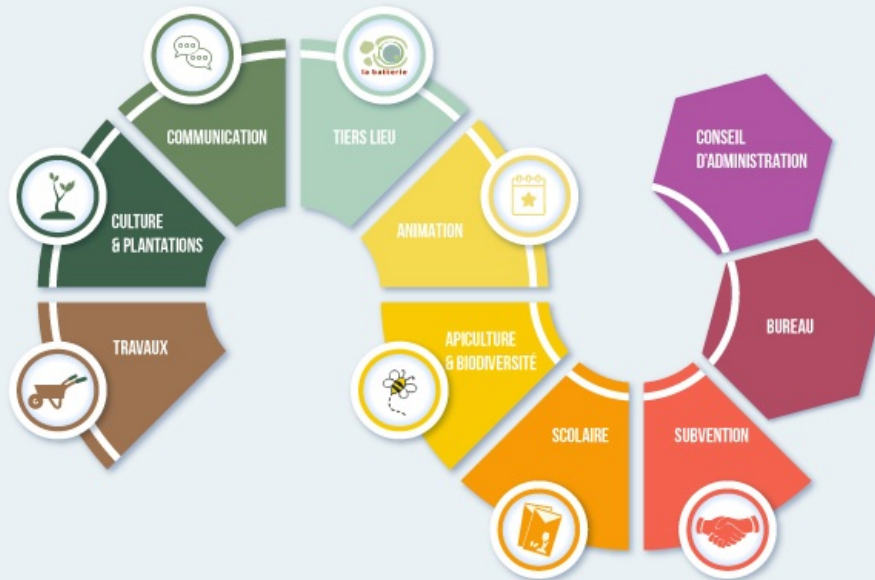 TRAVAUX
CULTURE
& PLANTATIONS
COMMUNICATION
la batterie
TIERS LIEU
ANIMATION
APICULTURE
& BIODIVERSITÉ
SCOLAIRE
SUBVENTION
BUREAU
CONSEIL
D'ADMINISTRATION